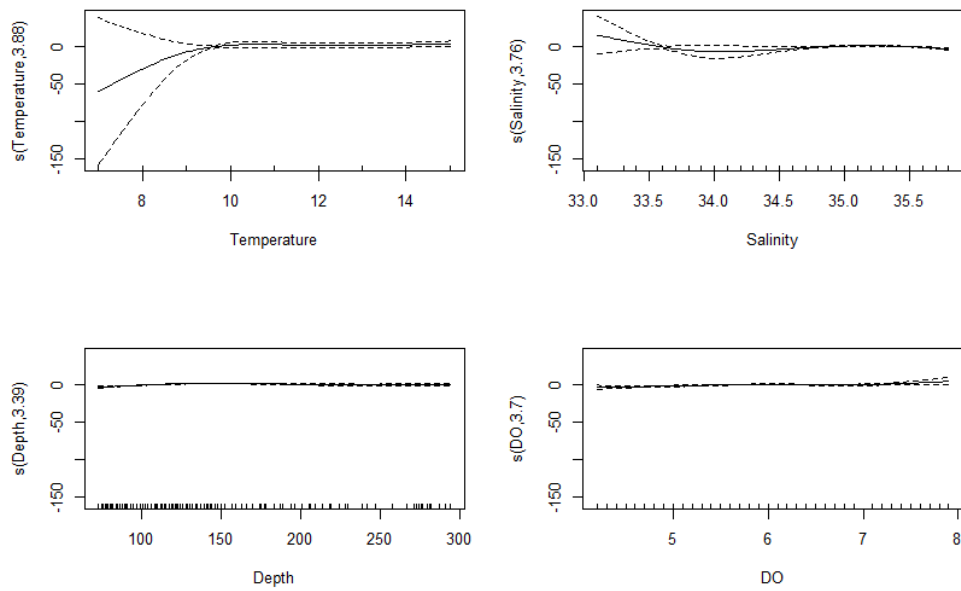 s(Temperature,3.88)
0
-50
-150
8 10 12 14
Temperature
s(Salinity,3.76)
0
-50
-150
33.0 33.5 34.0 34.5 35.0 35.5
Salinity
s(Depth,3.39)
0
-50
-150
100 150 200 250 300
Depth
s(DO,3.7)
0
-50
-150
5 6 7 8
DO